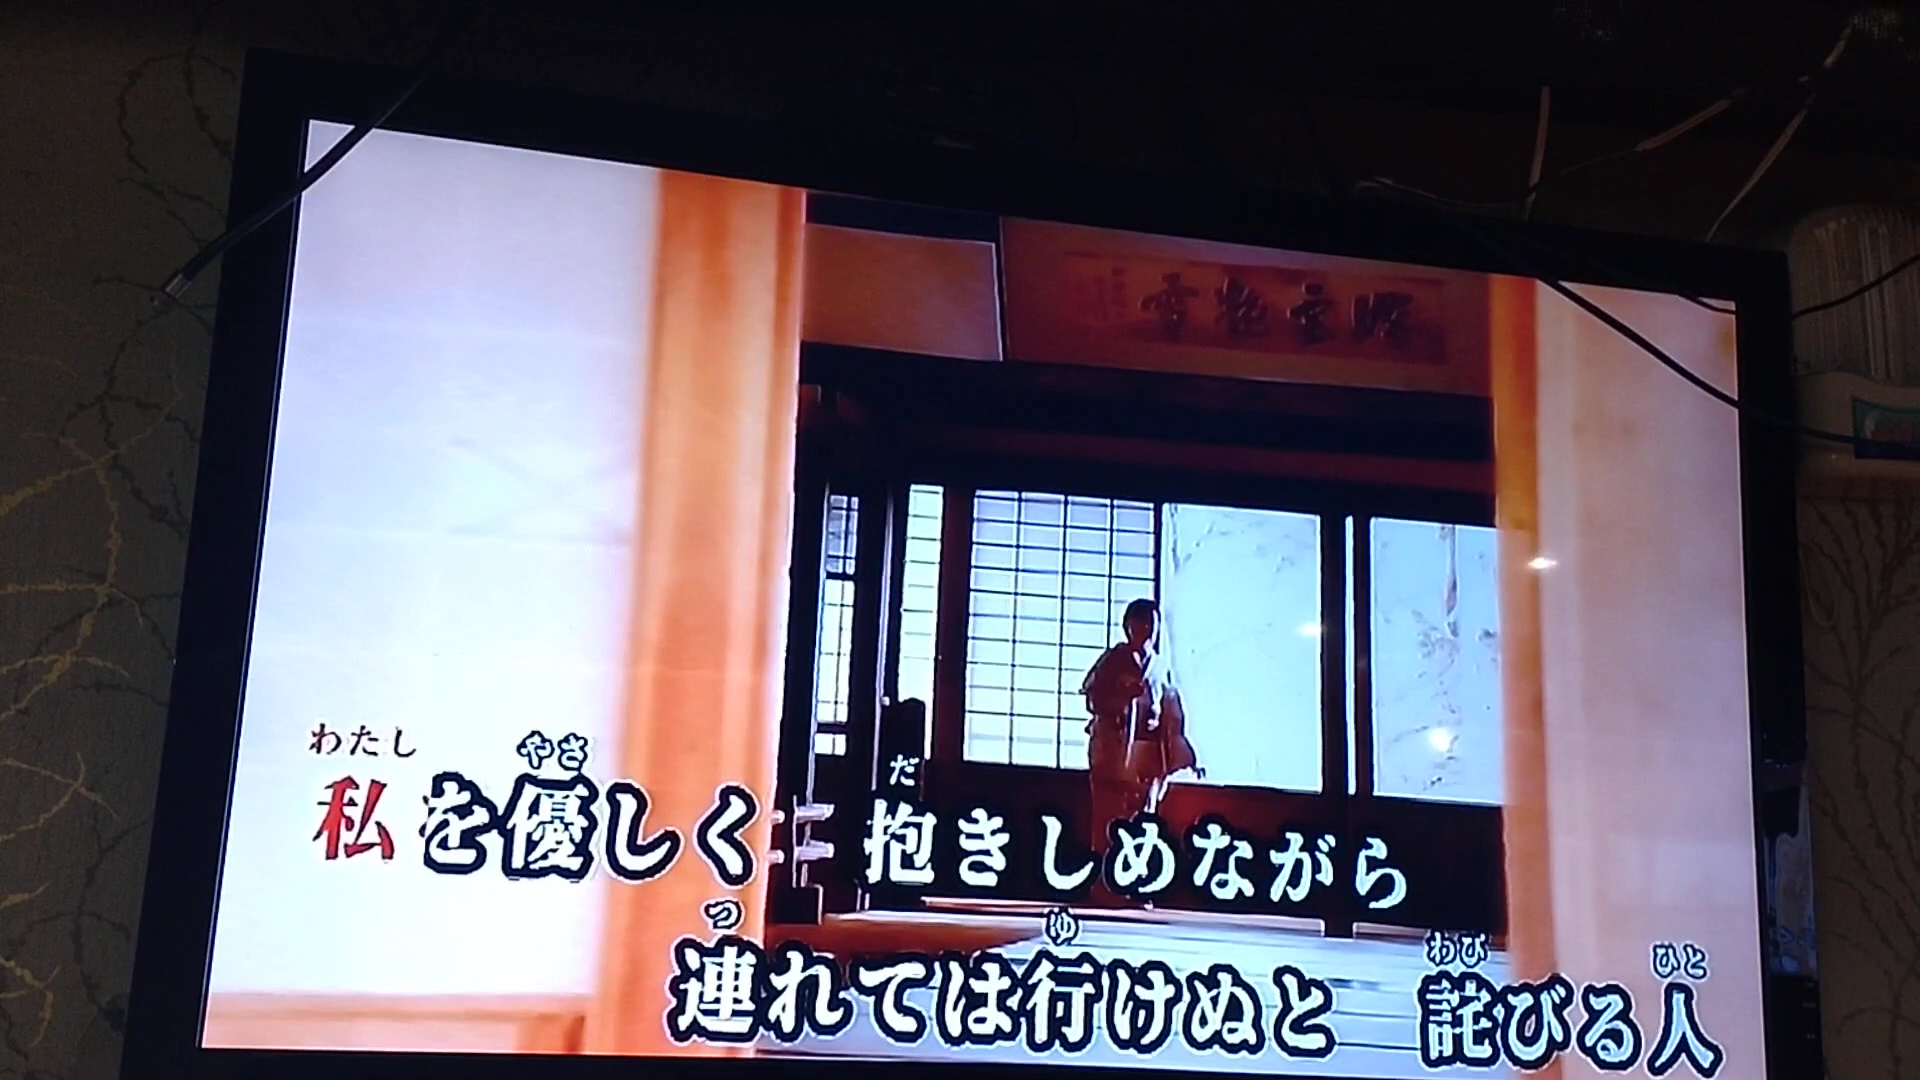 わたし やさ だ
私を優しく 抱きしめながら
つ ゆ わび ひと
連れては行けぬと 詫びる人